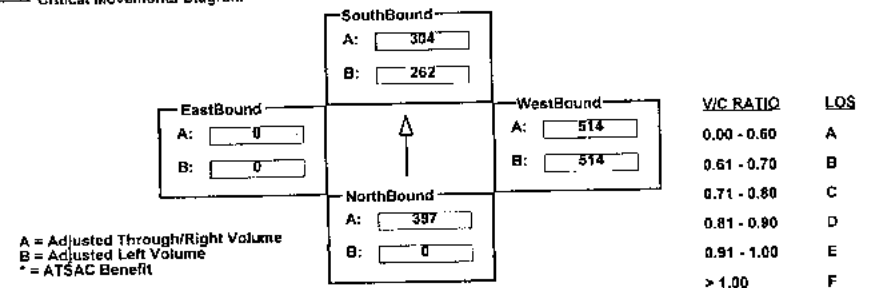 Critical Movements Diagram
SouthBound
A: 304
B: 262
EastBound
A: 0
B: 0
WestBound
A: 514
B: 514
NorthBound
A: 397
B: 0
A = Adjusted Through/Right Volume
B = Adjusted Left Volume
* = ATSAC Benefit
V/C RATIO LOS
0.00 - 0.60 A
0.61 - 0.70 B
0.71 - 0.80 C
0.81 - 0.90 D
0.91 - 1.00 E
> 1.00 F